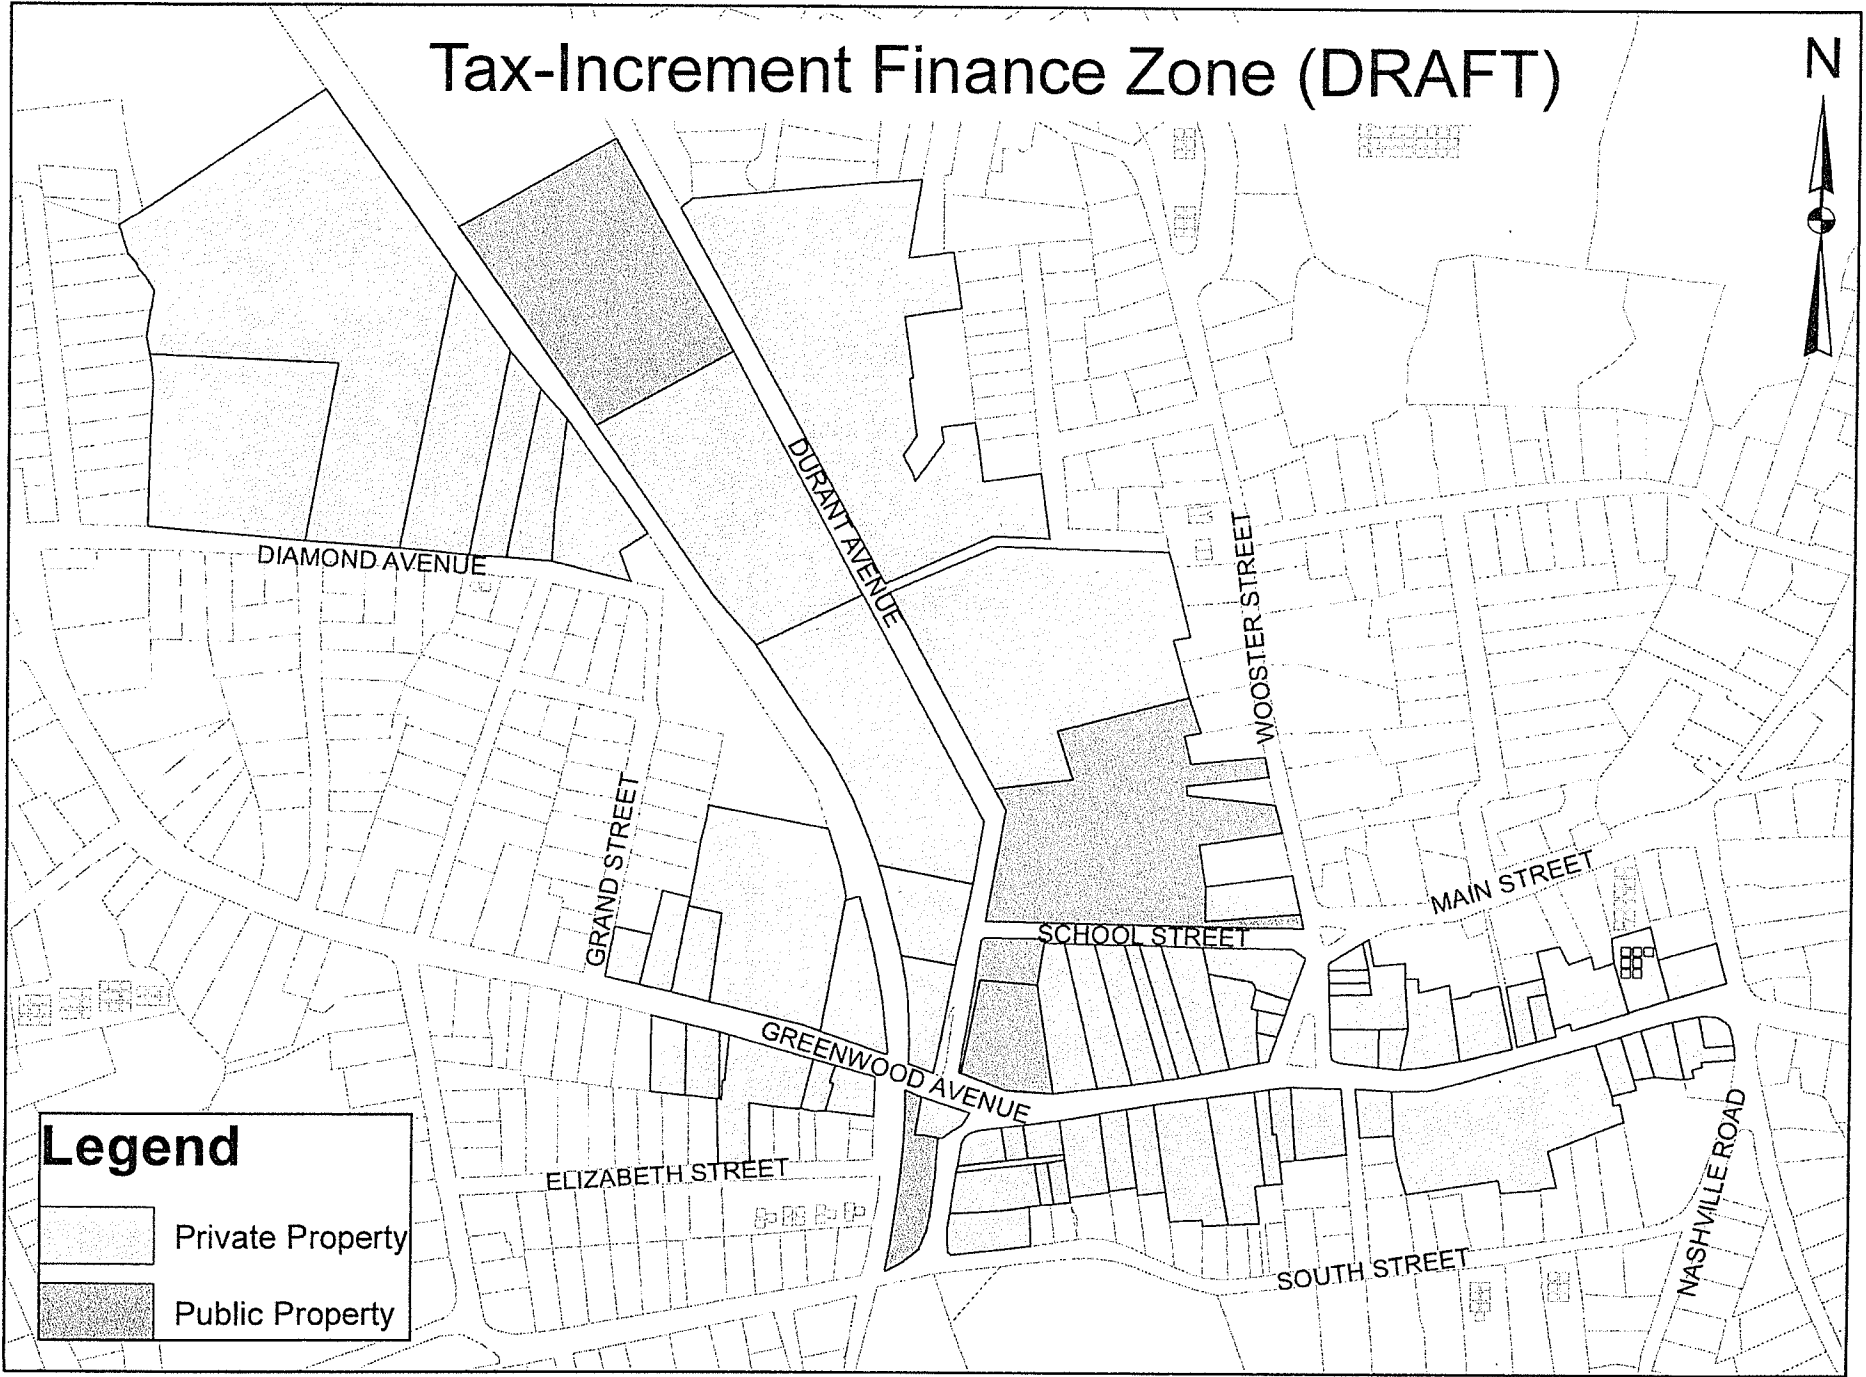 Tax-Increment Finance Zone (DRAFT)
N
DURANT AVENUE
DIAMOND AVENUE
WOOSTER STREET
GRAND STREET
MAIN STREET
SCHOOL STREET
GREENWOOD AVENUE
ELIZABETH STREET
NASHVILLE ROAD
SOUTH STREET
Legend
Private Property
Public Property